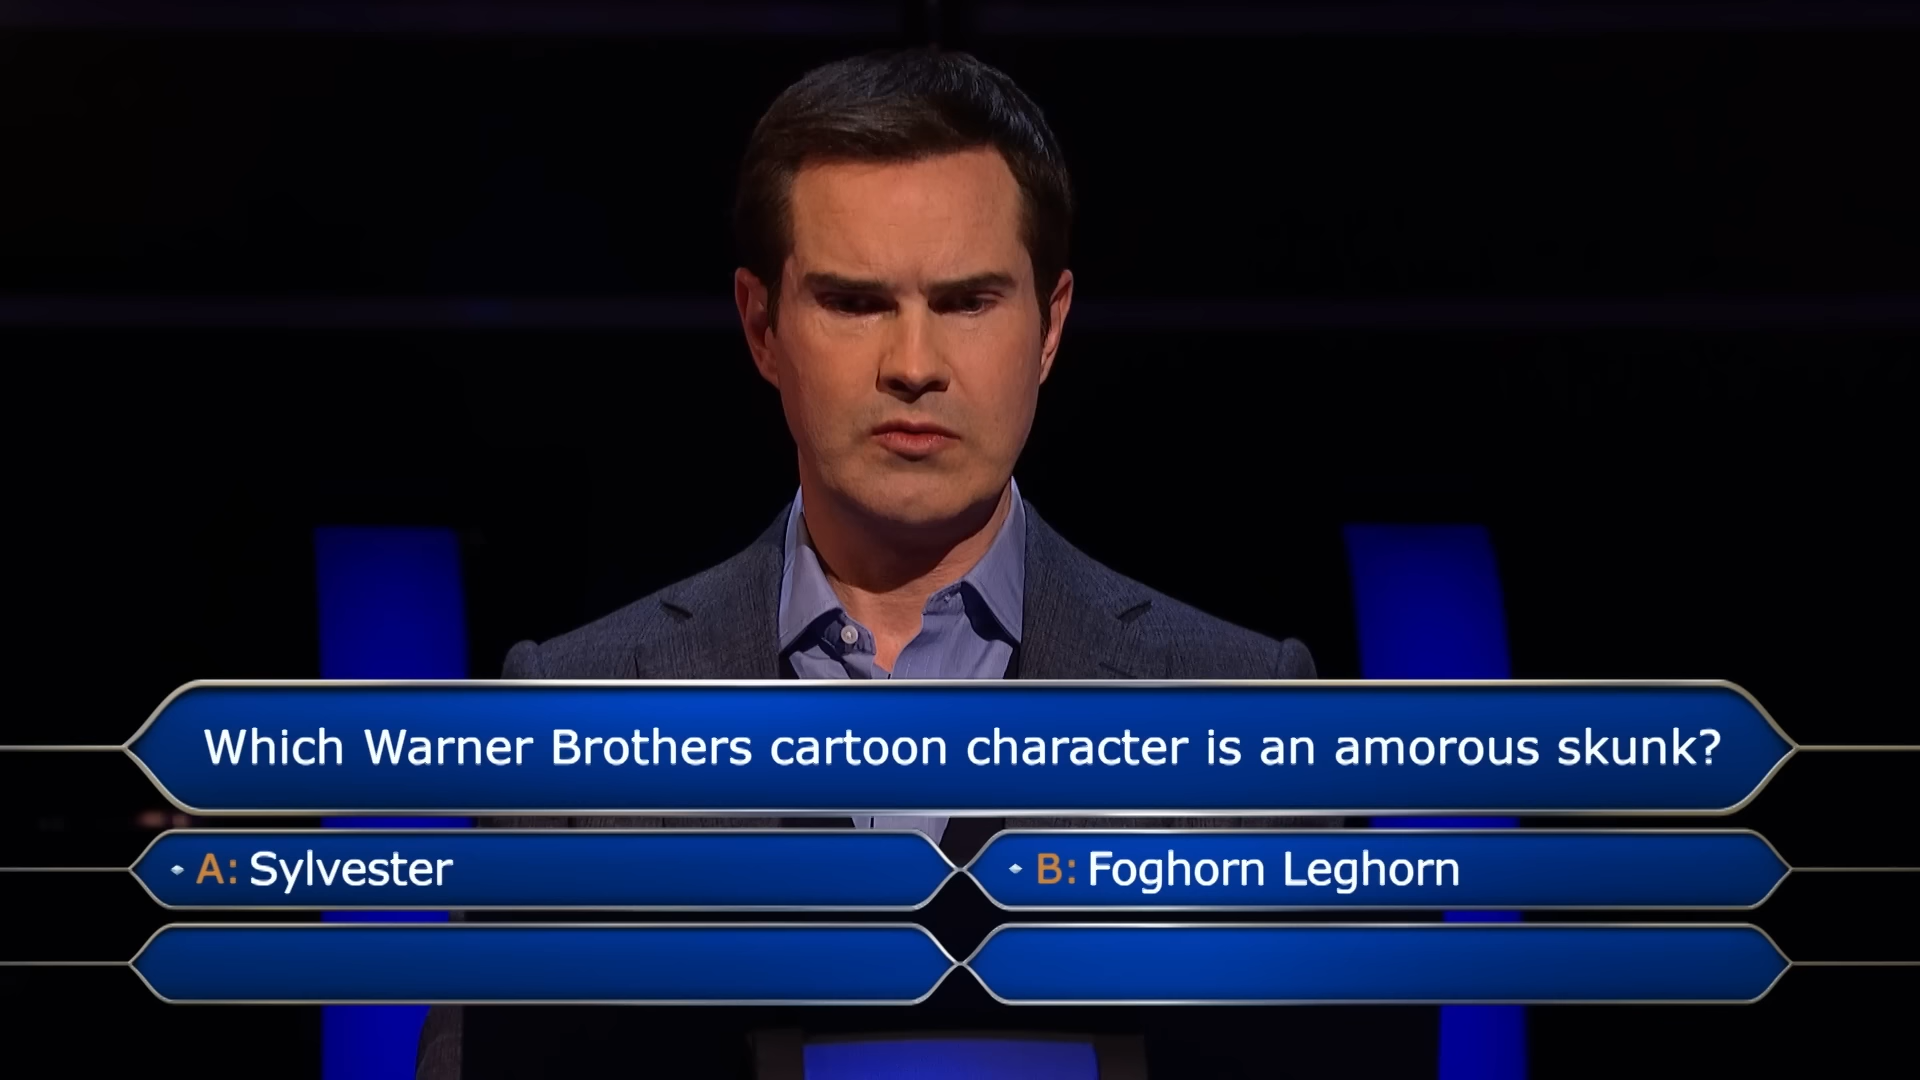 Which Warner Brothers cartoon character is an amorous skunk?
A: Sylvester
B: Foghorn Leghorn